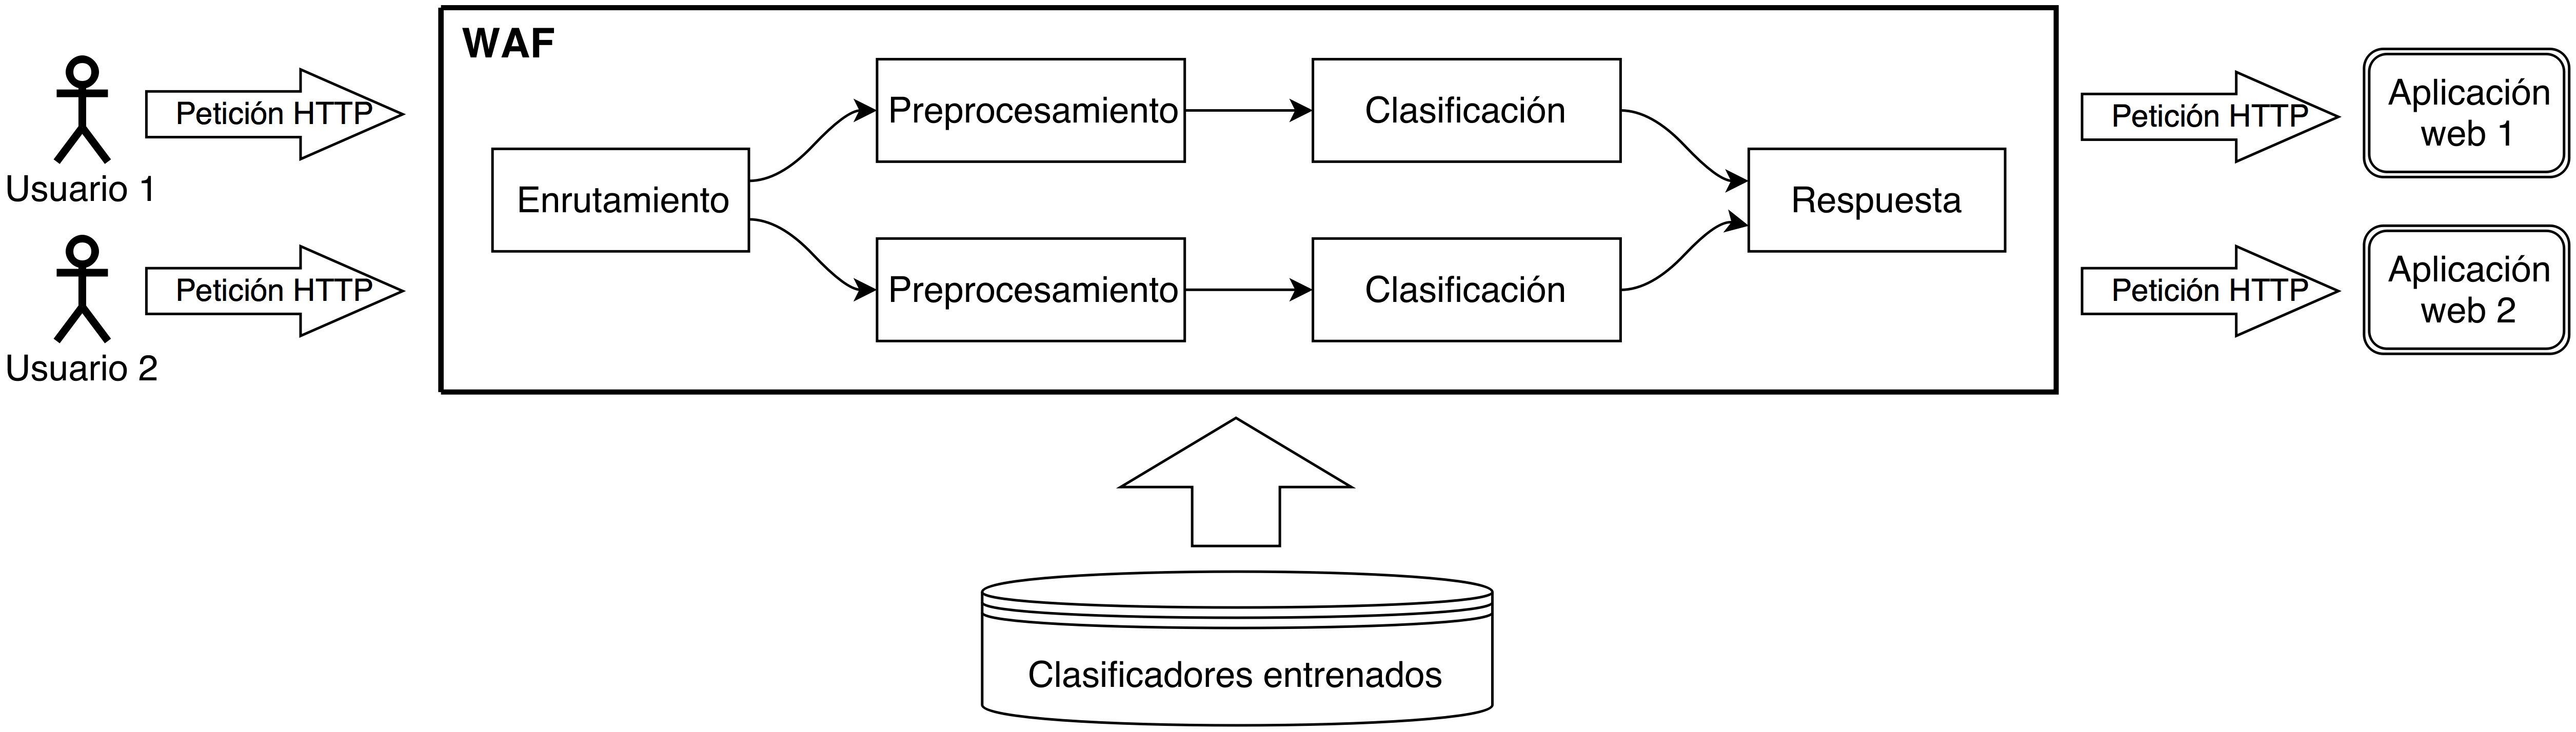 WAF
Petición HTTP
Usuario 1
Petición HTTP
Usuario 2
Enrutamiento
Preprocesamiento
Clasificación
Preprocesamiento
Clasificación
Respuesta
Petición HTTP
Aplicación
web 1
Petición HTTP
Aplicación
web 2
Clasificadores entrenados